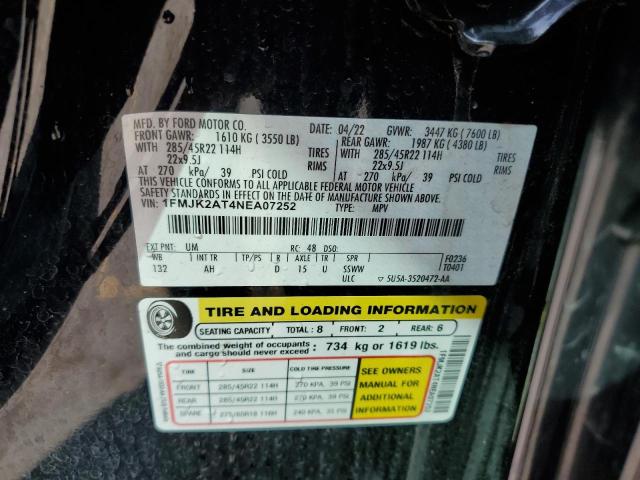 MFD. BY FORD MOTOR CO.
04/22 GVWR: 3447 KG ( 7600 LB)
FRONT GAWR: 1610 KG ( 3550 LB)
REAR GAWR: 1987 KG ( 4380 LB)
WITH 285/45R22 114H TIRES
WITH 285/45R22 114H TIRES
22x9.5J RIMS
22x9.5J RIMS
AT 270 kPa/ 39 PSI COLD
AT 270 kPa/ 39 PSI COLD
THIS VEHICLE CONFORMS TO ALL APPLICABLE FEDERAL MOTOR VEHICLE
SAFETY STANDARDS IN EFFECT ON THE DATE OF MANUFACTURE SHOWN ABOVE.
VIN: 1FMJK2AT4NEA07252 TYPE: MPV
EXT PNT: UM RC: 48 DSO:
WB INT TR TP/PS R AXLE TR SPR
132 AH D 15 U SSWW
F0236
T0401
ULC 5U5A-3520472-AA
TIRE AND LOADING INFORMATION
SEATING CAPACITY TOTAL: 8 FRONT: 2 REAR: 6
The combined weight of occupants and cargo should never exceed: 734 kg or 1619 lbs.
TIRE SIZE COLD TIRE PRESSURE
FRONT 285/45R22 114H 270 KPA, 39 PSI
REAR 285/45R22 114H 270 KPA, 39 PSI
SPARE
SEE OWNERS
MANUAL FOR
ADDITIONAL
INFORMATION